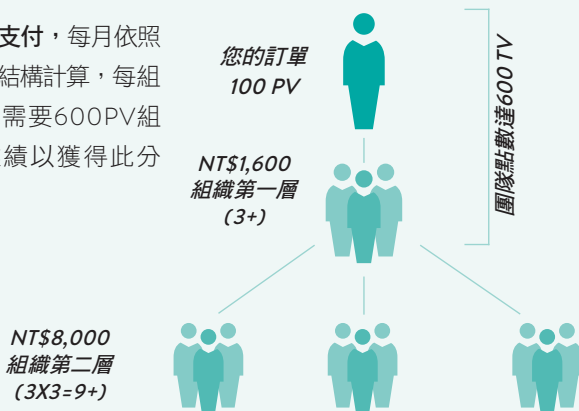 支付，每月依照
結構計算，每組
需要600PV組
績以獲得此分
您的訂單
100 PV
團隊點數達600 TV
NT$1,600
組織第一層
(3+)
NT$8,000
組織第二層
(3X3=9+)